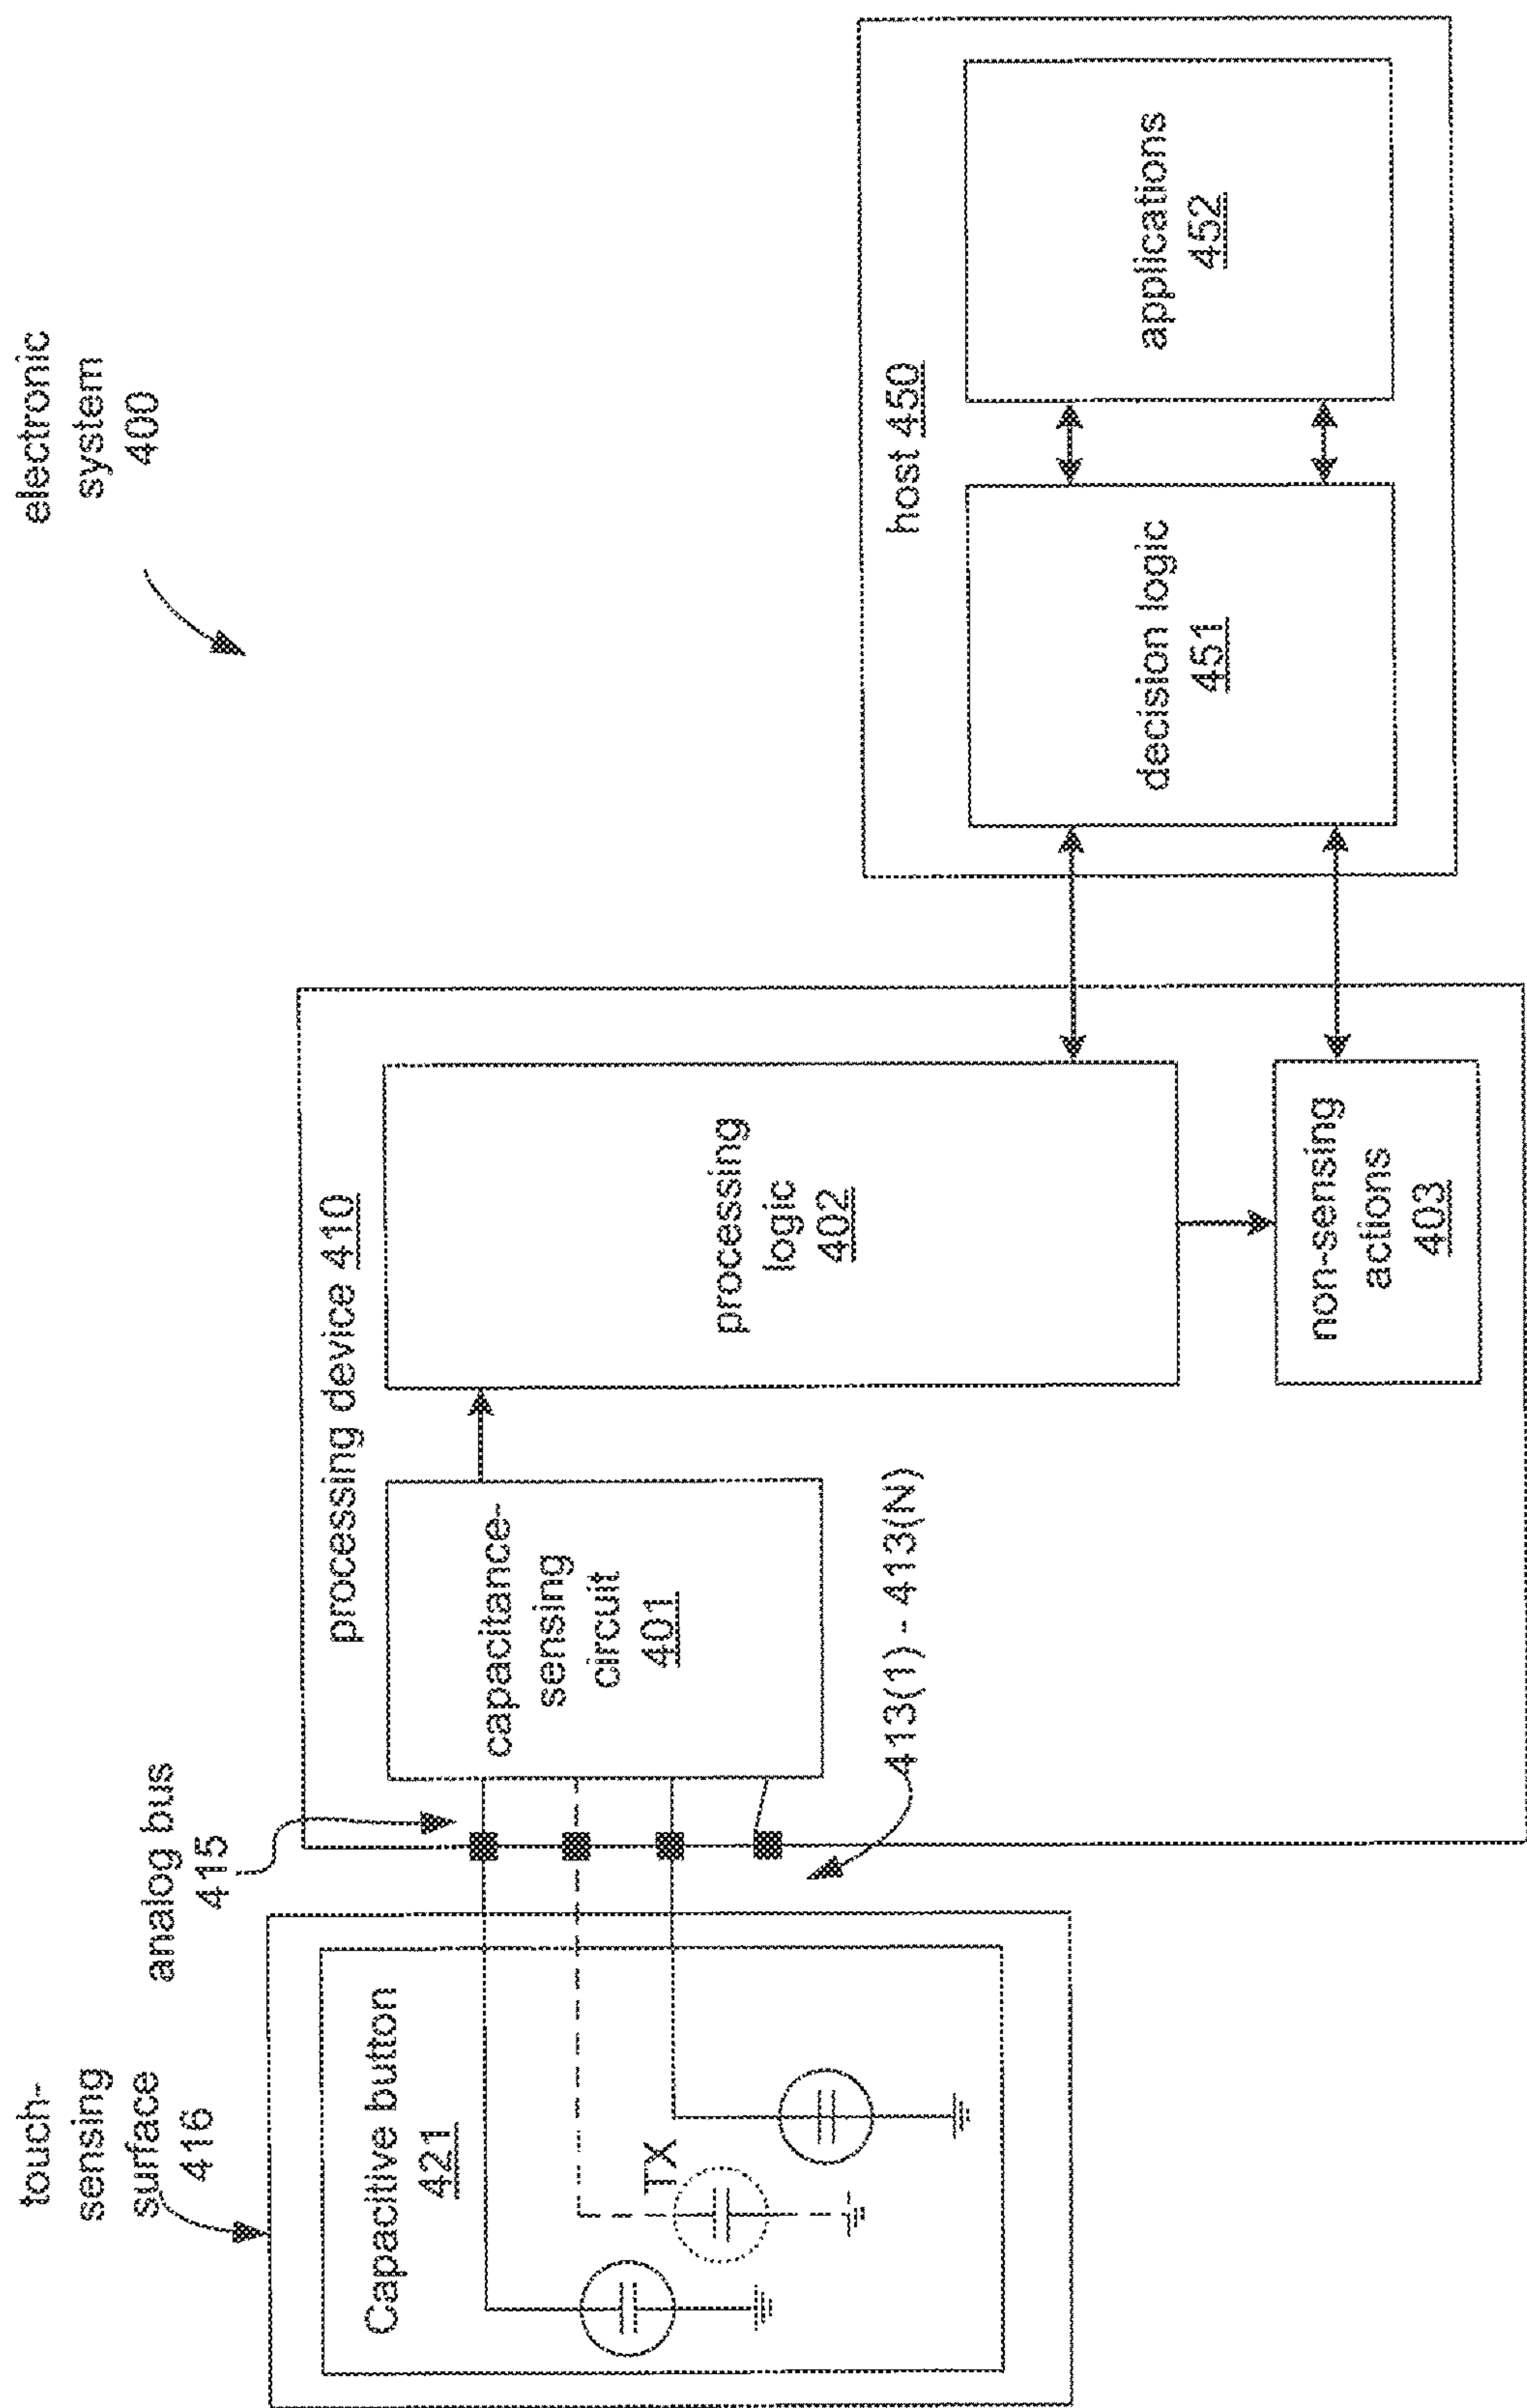 electronic
system
400
touch-
sensing
surface
416
analog bus
415
Capacitive button
421
TX
processing device 410
capacitance-
sensing
circuit
401
413(1) - 413(N)
processing
logic
402
non-sensing
actions
403
host 450
decision logic
451
applications
452